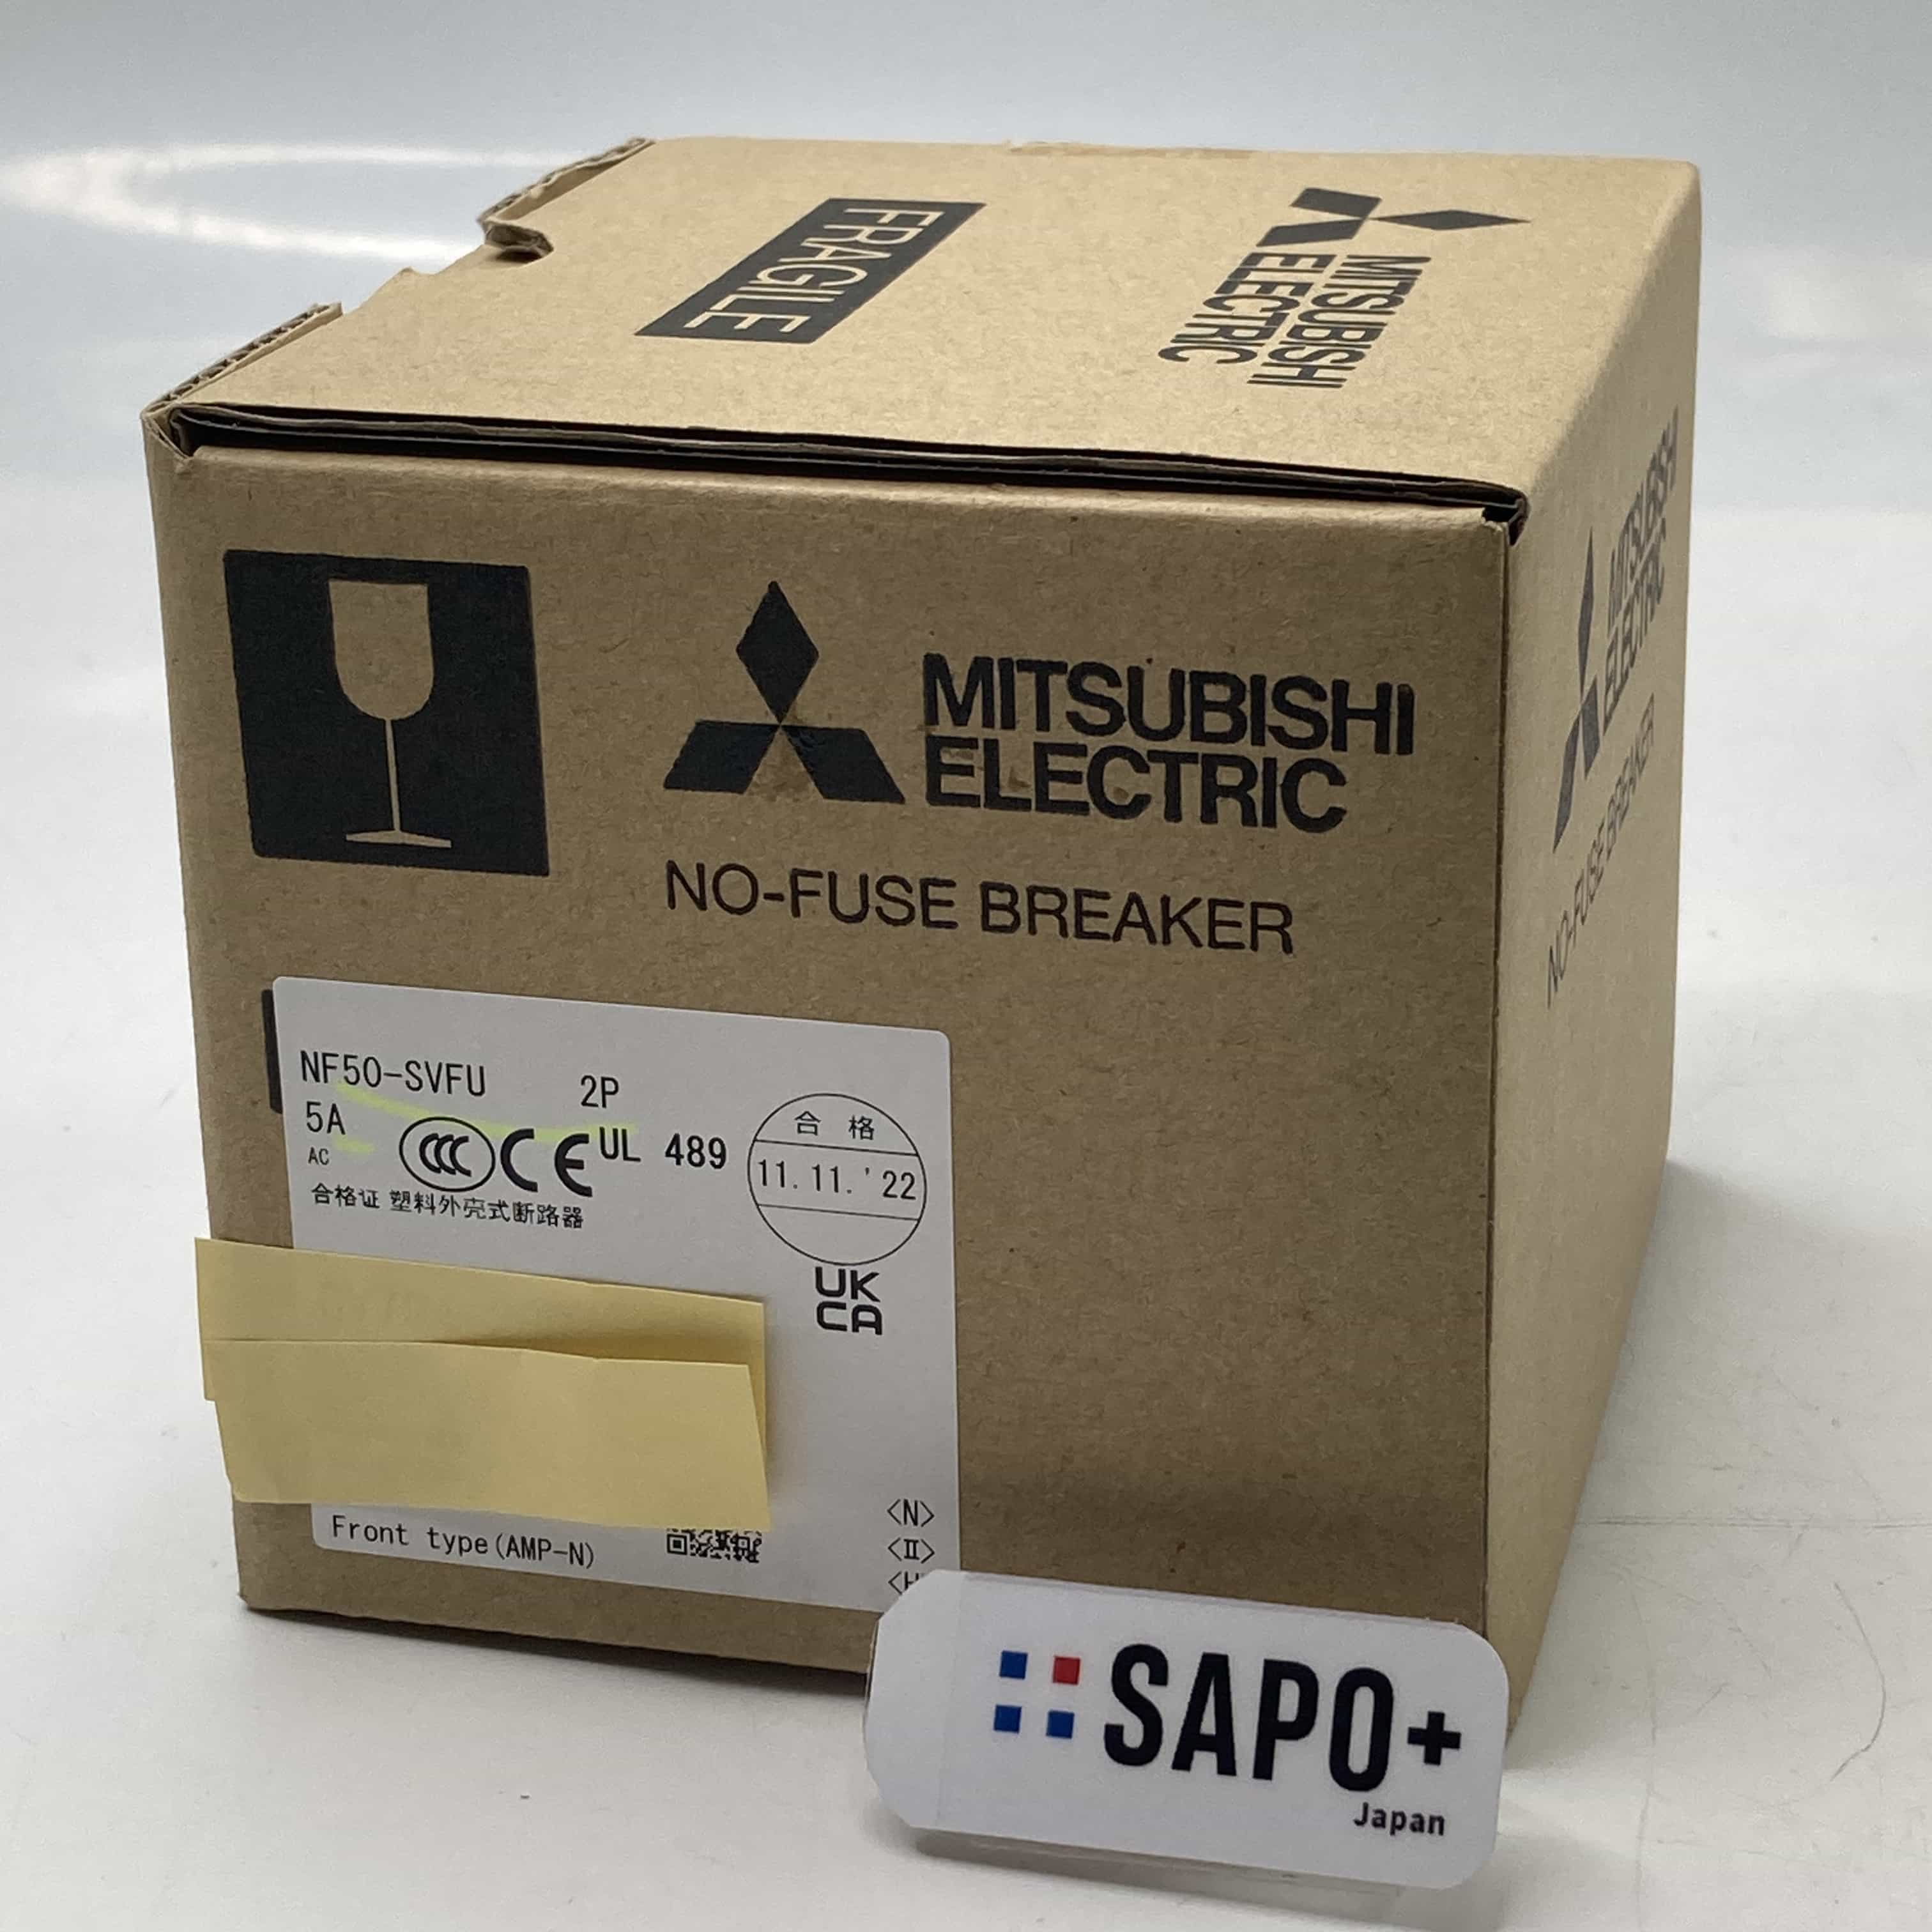 FRAGILE
MITSUBISHI
ELECTRIC
MITSUBISHI
ELECTRIC
NO-FUSE BREAKER
MITSUBISHI
ELECTRIC
NO-FUSE BREAKER
NF50-SVFU 2P
5A
AC CCC CE UL 489
合格证 塑料外壳式断路器
合 格
11.11.'22
UK
CA
Front type(AMP-N)
<N>
<II>
SAPO+
Japan